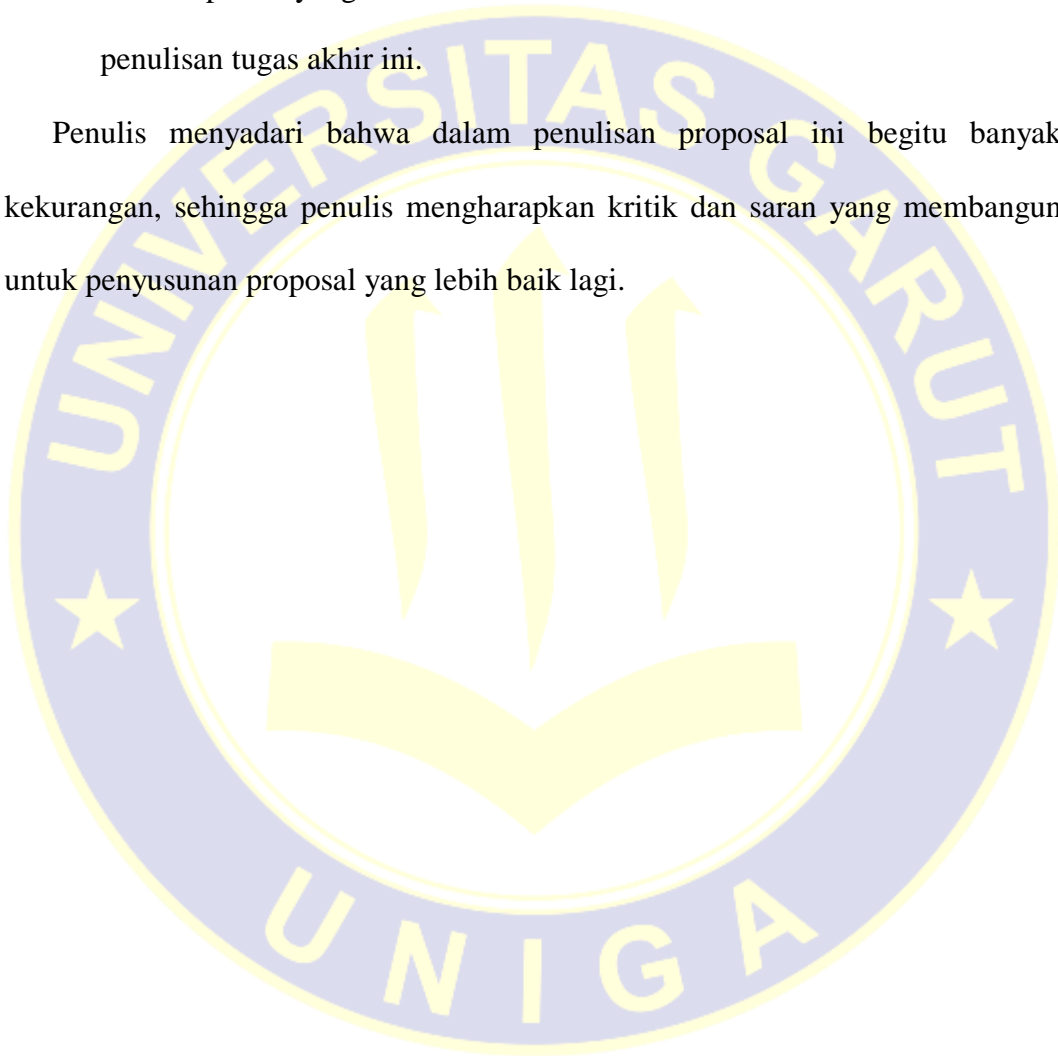 penulisan tugas akhir ini.
Penulis menyadari bahwa dalam penulisan proposal ini begitu banyak
kekurangan, sehingga penulis mengharapkan kritik dan saran yang membangun
untuk penyusunan proposal yang lebih baik lagi.
UNIVERSITAS GARUT
UNIGA